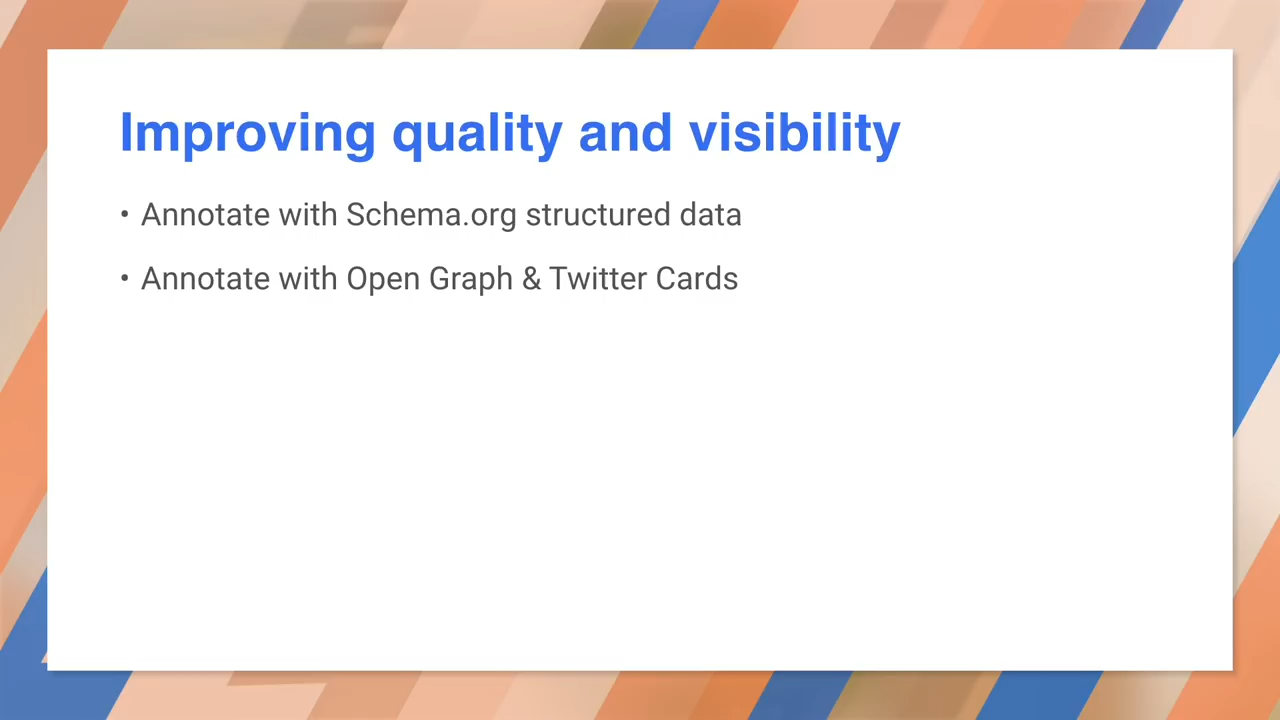 Improving quality and visibility
• Annotate with Schema.org structured data
• Annotate with Open Graph & Twitter Cards